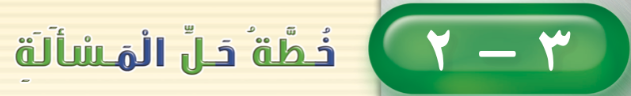 ٣ – ٢ خُطَّةُ حَلِّ الْمَسْأَلَةِ